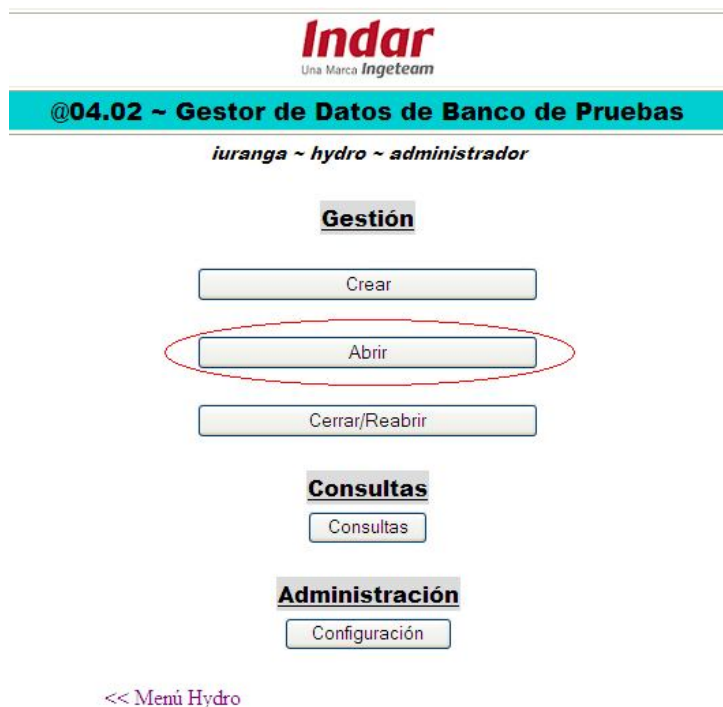 Indar
Una Marca Ingeteam
@04.02 ~ Gestor de Datos de Banco de Pruebas
iuranga ~ hydro ~ administrador
Gestión
Crear
Abrir
Cerrar/Reabrir
Consultas
Consultas
Administración
Configuración
<< Menú Hydro